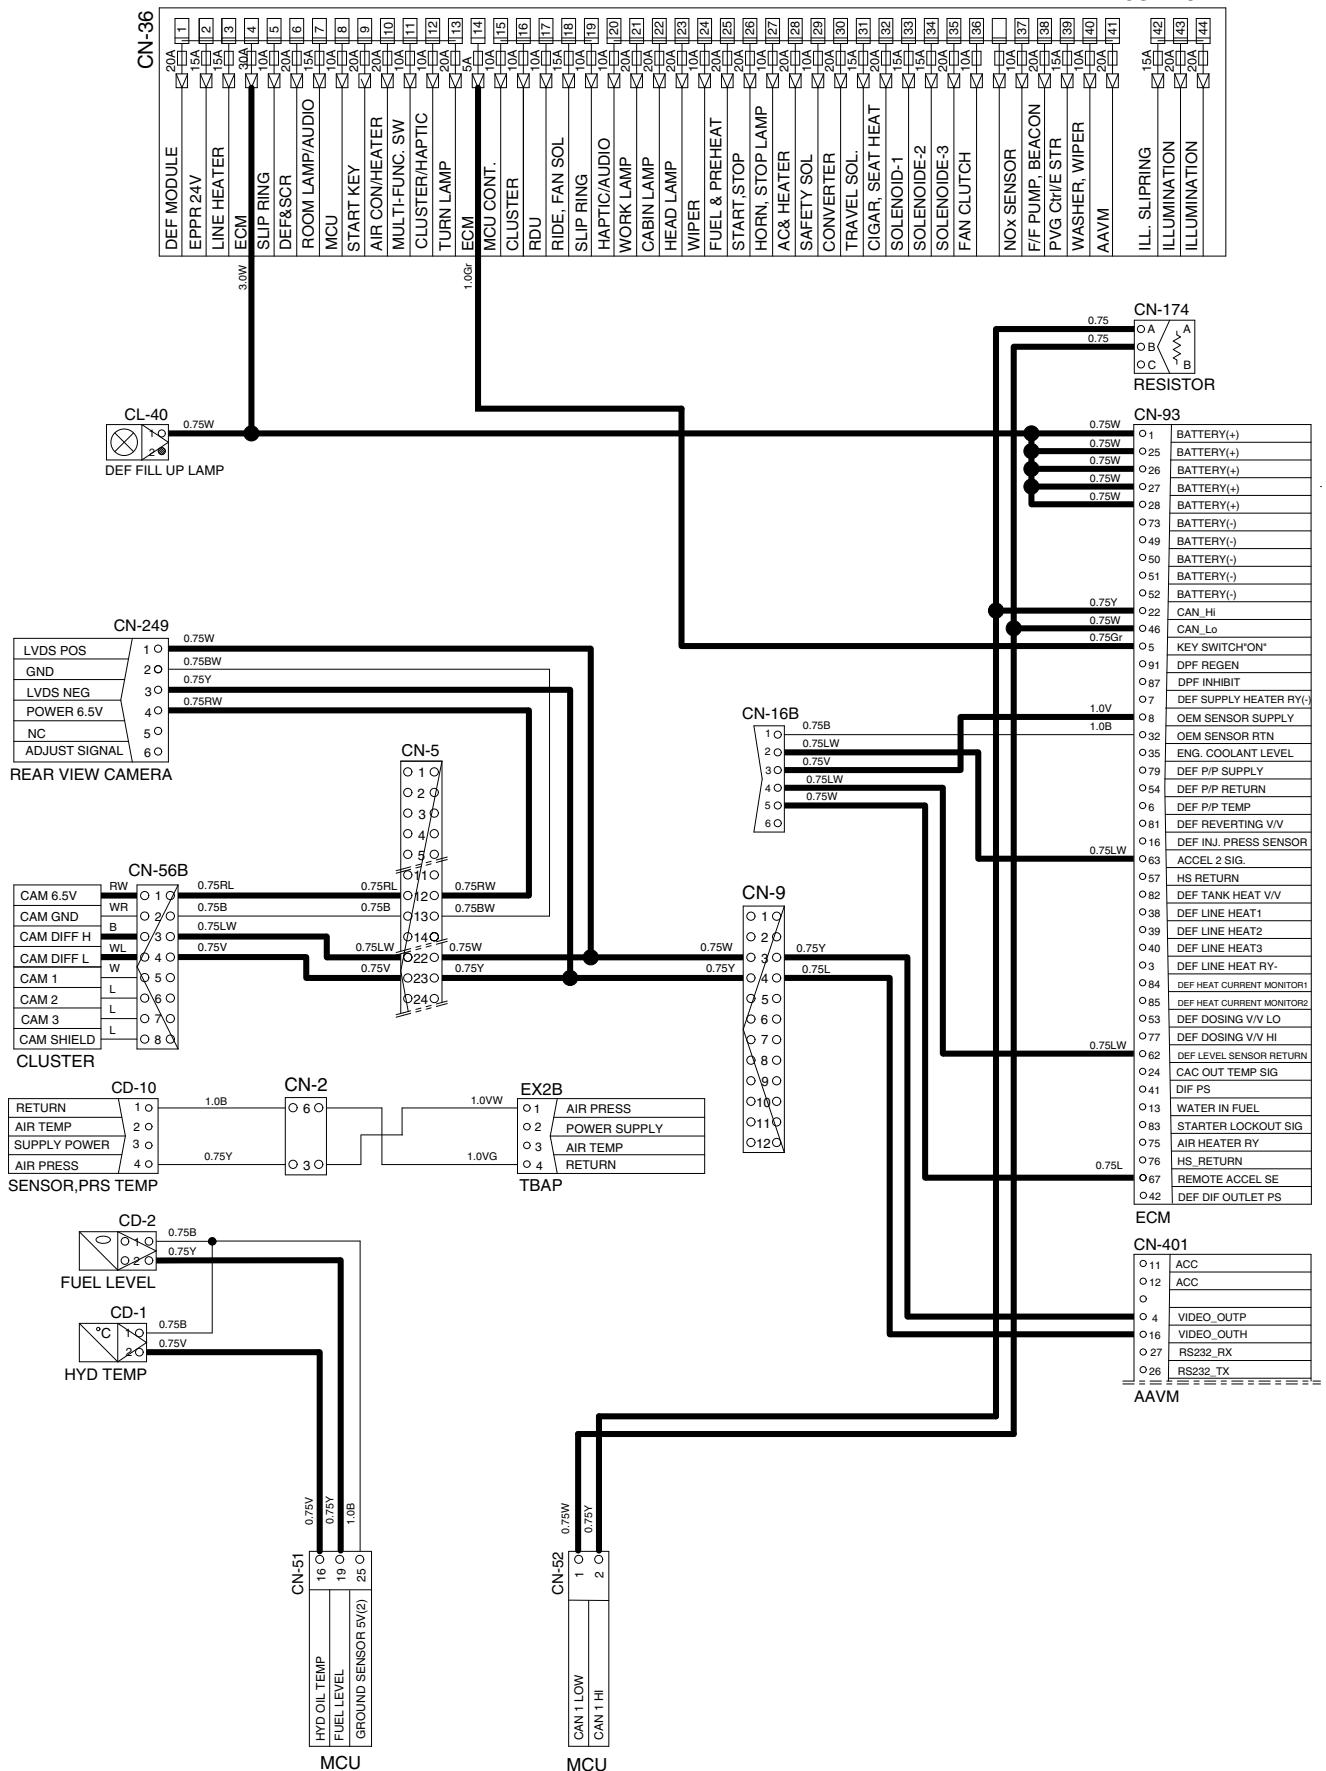 CN-36
1 2 3 4 5 6 7 8 9 10 11 12 13 14 15 16 17 18 19 20 21 22 23 24 25 26 27 28 29 30 31 32 33 34 35 36 37 38 39 40 41 42 43 44
20A 15A 15A 30A 10A 20A 15A 10A 20A 20A 10A 10A 20A 5A 10A 10A 10A 15A 10A 10A 20A 10A 20A 10A 20A 10A 10A 20A 10A 10A 15A 20A 15A 15A 20A 10A 10A 20A 15A 10A 20A 15A 20A 20A
DEF MODULE
EPPR 24V
LINE HEATER
ECM
SLIP RING
DEF&SCR
ROOM LAMP/AUDIO
MCU
START KEY
AIR CON/HEATER
MULTI-FUNC. SW
CLUSTER/HAPTIC
TURN LAMP
ECM
MCU CONT.
CLUSTER
RDU
RIDE, FAN SOL
SLIP RING
HAPTIC/AUDIO
WORK LAMP
CABIN LAMP
HEAD LAMP
WIPER
FUEL & PREHEAT
START,STOP
HORN, STOP LAMP
AC& HEATER
SAFETY SOL
CONVERTER
TRAVEL SOL.
CIGAR, SEAT HEAT
SOLENOID-1
SOLENOIDE-2
SOLENOIDE-3
FAN CLUTCH
NOx SENSOR
F/F PUMP, BEACON
PVG Ctrl/E STR
WASHER, WIPER
AAVM
ILL. SLIPRING
ILLUMINATION
ILLUMINATION
3.0W
1.0Gr
CN-174
0.75 A A
0.75 B
C B
RESISTOR
CL-40
1 0.75W
2
DEF FILL UP LAMP
CN-93
0.75W 1 BATTERY(+)
0.75W 25 BATTERY(+)
0.75W 26 BATTERY(+)
0.75W 27 BATTERY(+)
0.75W 28 BATTERY(+)
73 BATTERY(-)
49 BATTERY(-)
50 BATTERY(-)
51 BATTERY(-)
52 BATTERY(-)
0.75Y 22 CAN_Hi
0.75W 46 CAN_Lo
0.75Gr 5 KEY SWITCH"ON"
91 DPF REGEN
87 DPF INHIBIT
7 DEF SUPPLY HEATER RY(-)
1.0V 8 OEM SENSOR SUPPLY
1.0B 32 OEM SENSOR RTN
35 ENG. COOLANT LEVEL
79 DEF P/P SUPPLY
54 DEF P/P RETURN
6 DEF P/P TEMP
81 DEF REVERTING V/V
16 DEF INJ. PRESS SENSOR
0.75LW 63 ACCEL 2 SIG.
57 HS RETURN
82 DEF TANK HEAT V/V
38 DEF LINE HEAT1
39 DEF LINE HEAT2
40 DEF LINE HEAT3
3 DEF LINE HEAT RY-
84 DEF HEAT CURRENT MONITOR1
85 DEF HEAT CURRENT MONITOR2
53 DEF DOSING V/V LO
77 DEF DOSING V/V HI
0.75LW 62 DEF LEVEL SENSOR RETURN
24 CAC OUT TEMP SIG
41 DIF PS
13 WATER IN FUEL
83 STARTER LOCKOUT SIG
75 AIR HEATER RY
76 HS_RETURN
0.75L 67 REMOTE ACCEL SE
42 DEF DIF OUTLET PS
ECM
CN-249
LVDS POS 1 0.75W
GND 2 0.75BW
LVDS NEG 3 0.75Y
POWER 6.5V 4 0.75RW
NC 5
ADJUST SIGNAL 6
REAR VIEW CAMERA
CN-16B
1 0.75B
2 0.75LW
3 0.75V
4 0.75LW
5 0.75W
6
CN-5
1
2
3
4
5
11
0.75RL 12 0.75RW
0.75B 13 0.75BW
14
0.75LW 22 0.75W
0.75V 23 0.75Y
24
CN-56B
CAM 6.5V RW 1 0.75RL
CAM GND WR 2 0.75B
CAM DIFF H B 3 0.75LW
CAM DIFF L WL 4 0.75V
CAM 1 W 5
CAM 2 L 6
CAM 3 L 7
CAM SHIELD L 8
CLUSTER
CN-9
1
2
0.75W 3 0.75Y
0.75Y 4 0.75L
5
6
7
8
9
10
11
12
CD-10
RETURN 1 1.0B
AIR TEMP 2
SUPPLY POWER 3
AIR PRESS 4 0.75Y
SENSOR,PRS TEMP
CN-2
6
3
EX2B
1.0VW 1 AIR PRESS
2 POWER SUPPLY
3 AIR TEMP
1.0VG 4 RETURN
TBAP
CD-2
1 0.75B
2 0.75Y
FUEL LEVEL
CD-1
°C 1 0.75B
2 0.75V
HYD TEMP
CN-401
11 ACC
12 ACC
4 VIDEO_OUTP
16 VIDEO_OUTH
27 RS232_RX
26 RS232_TX
AAVM
CN-51
0.75V 16 HYD OIL TEMP
0.75Y 19 FUEL LEVEL
1.0B 25 GROUND SENSOR 5V(2)
MCU
CN-52
0.75W 1 CAN 1 LOW
0.75Y 2 CAN 1 HI
MCU